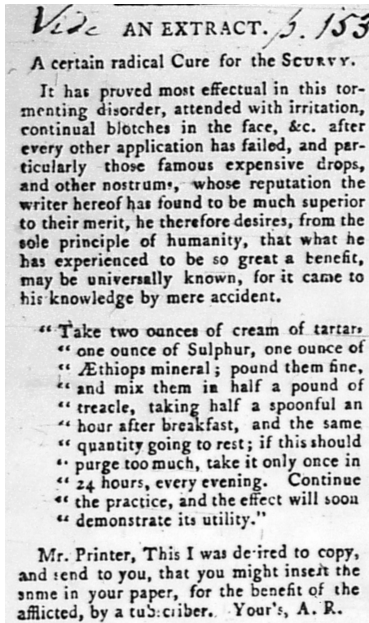 Vide AN EXTRACT. p. 153
A certain radical Cure for the SCURVY.
It has proved most effectual in this tor-
menting disorder, attended with irritation,
continual blotches in the face, &c. after
every other application has failed, and par-
ticularly those famous expensive drops,
and other nostrums, whose reputation the
writer hereof has found to be much superior
to their merit, he therefore desires, from the
sole principle of humanity, that what he
has experienced to be so great a benefit,
may be universally known, for it came to
his knowledge by mere accident.
“ Take two ounces of cream of tartar,
“ one ounce of Sulphur, one ounce of
“ Æthiops mineral ; pound them fine,
“ and mix them in half a pound of
“ treacle, taking half a spoonful an
“ hour after breakfast, and the same
“ quantity going to rest ; if this should
“ purge too much, take it only once in
“ 24 hours, every evening. Continue
“ the practice, and the effect will soon
“ demonstrate its utility.”
Mr. Printer, This I was desired to copy,
and send to you, that you might insert the
same in your paper, for the benefit of the
afflicted, by a subscriber. Your's, A. R.